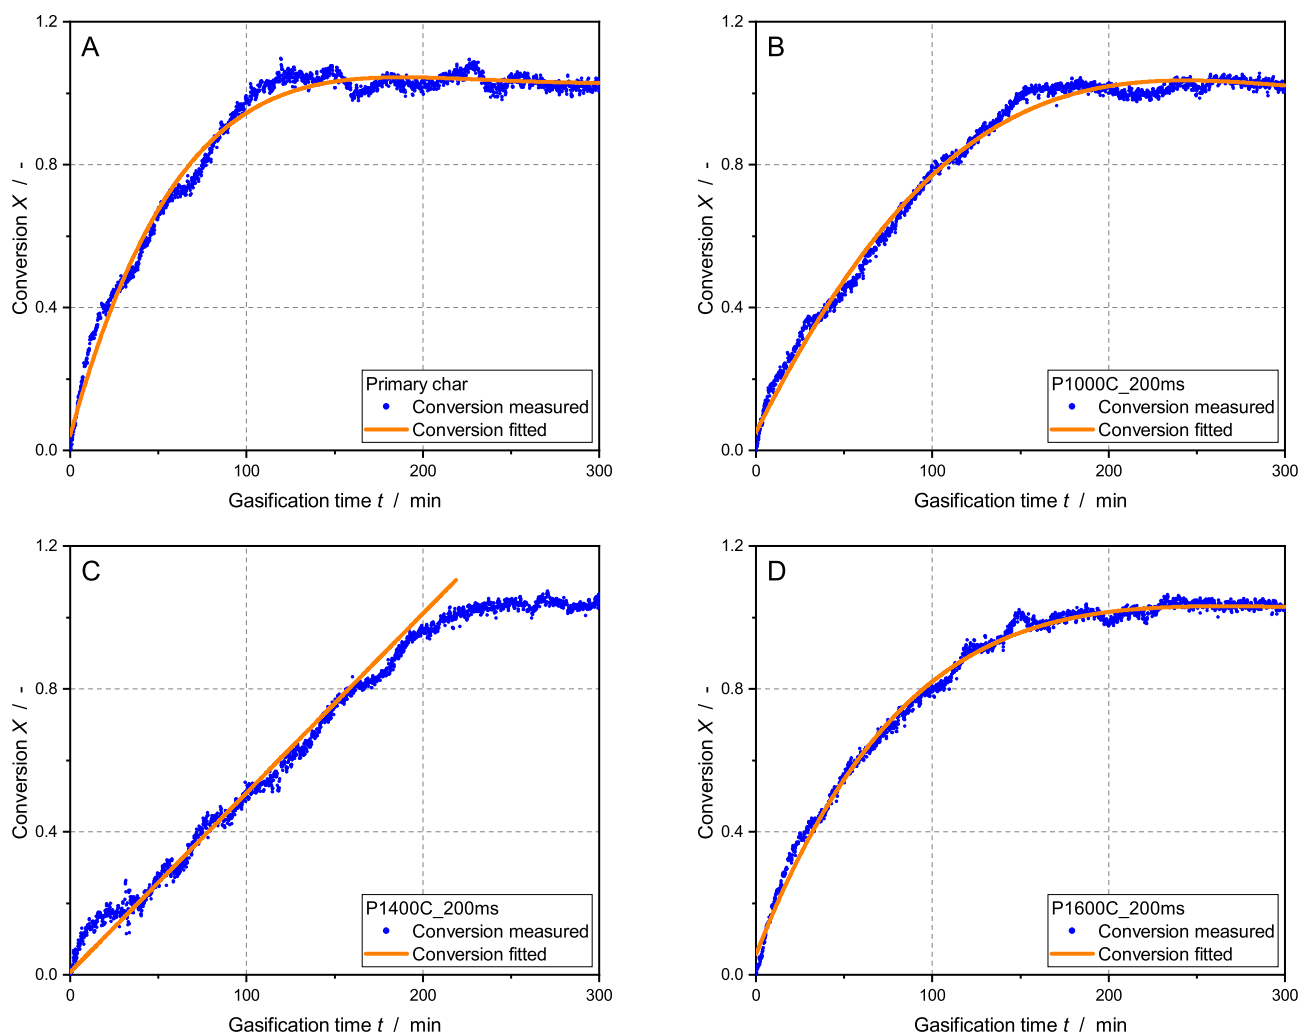 A
1.2
0.8
0.4
0.0
Conversion X / -
0
100
200
300
Gasification time t / min
Primary char
Conversion measured
Conversion fitted
B
1.2
0.8
0.4
0.0
Conversion X / -
0
100
200
300
Gasification time t / min
P1000C_200ms
Conversion measured
Conversion fitted
C
1.2
0.8
0.4
0.0
Conversion X / -
0
100
200
300
Gasification time t / min
P1400C_200ms
Conversion measured
Conversion fitted
D
1.2
0.8
0.4
0.0
Conversion X / -
0
100
200
300
Gasification time t / min
P1600C_200ms
Conversion measured
Conversion fitted